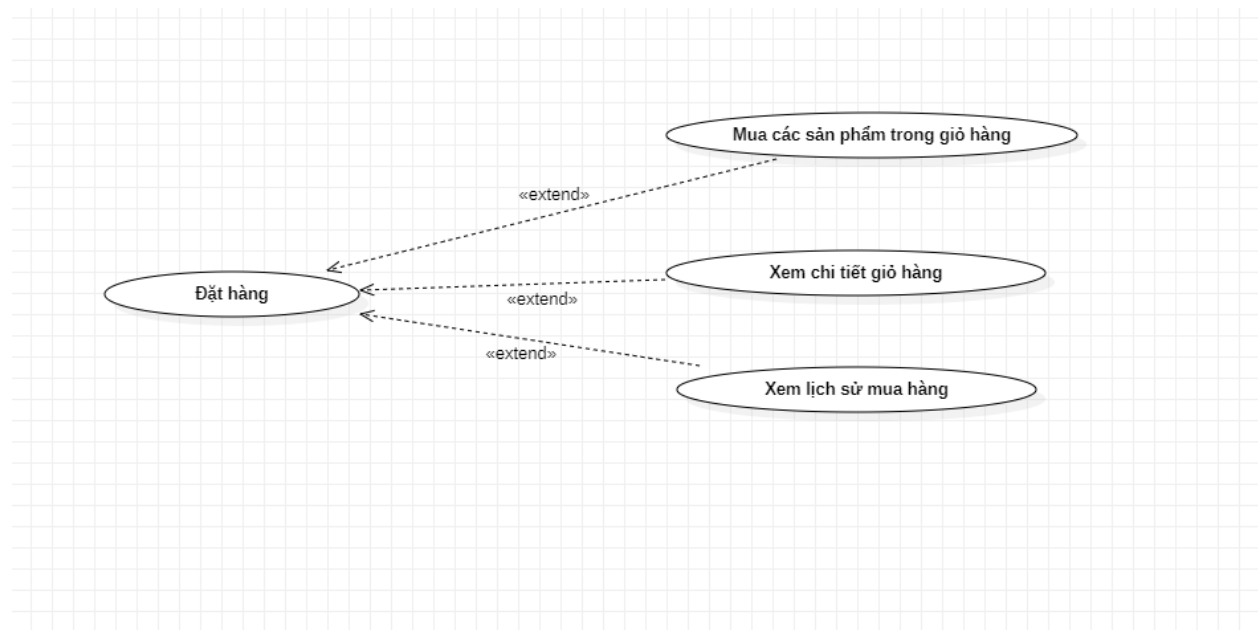 Mua các sản phẩm trong giỏ hàng
«extend»
Xem chi tiết giỏ hàng
Đặt hàng
«extend»
«extend»
Xem lịch sử mua hàng